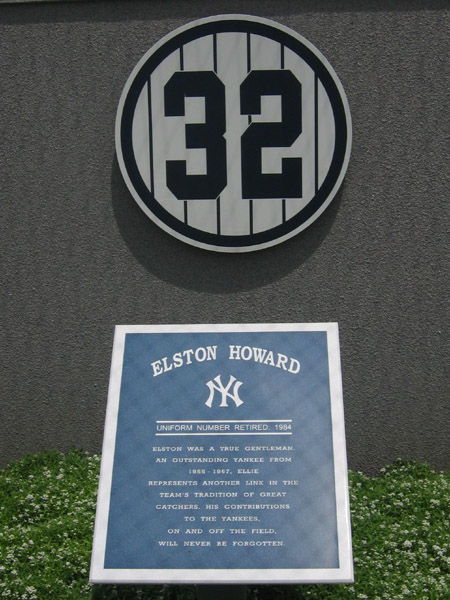 32
ELSTON HOWARD
NY
UNIFORM NUMBER RETIRED: 1984
ELSTON WAS A TRUE GENTLEMAN.
AN OUTSTANDING YANKEE FROM
1955 - 1967, ELLIE
REPRESENTS ANOTHER LINK IN THE
TEAM'S TRADITION OF GREAT
CATCHERS. HIS CONTRIBUTIONS
TO THE YANKEES,
ON AND OFF THE FIELD,
WILL NEVER BE FORGOTTEN.